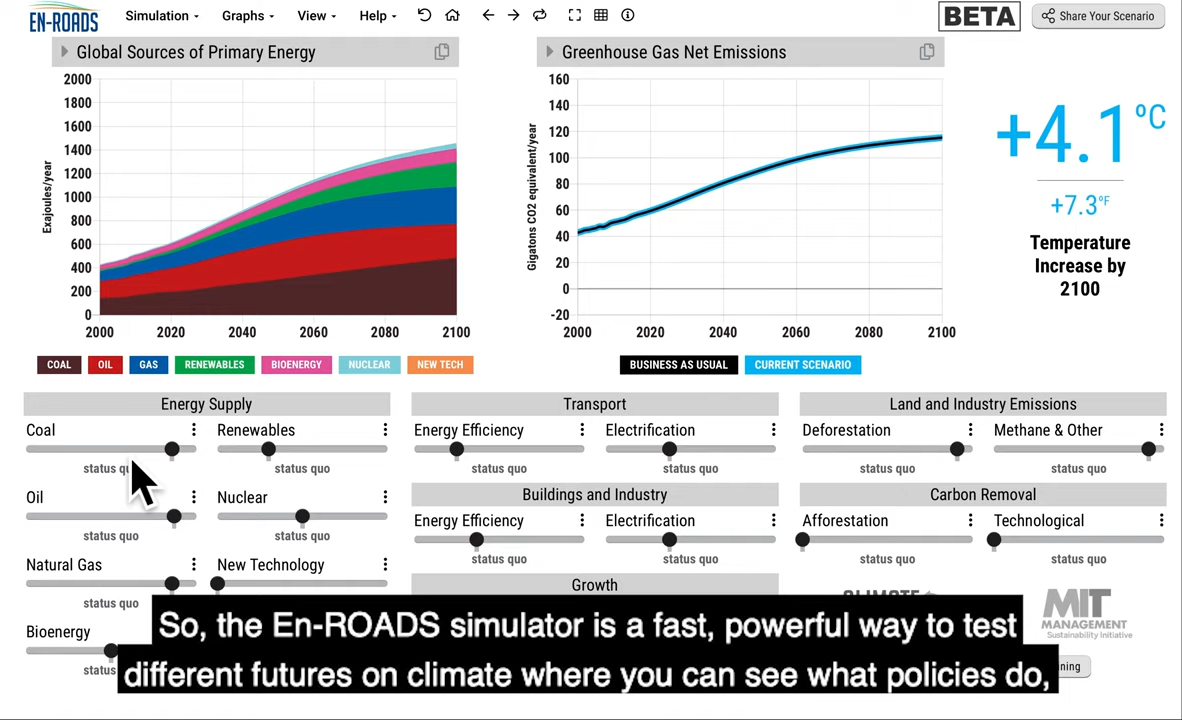 EN-ROADS
Simulation
Graphs
View
Help
BETA
Share Your Scenario
Global Sources of Primary Energy
Exajoules/year
2000
1800
1600
1400
1200
1000
800
600
400
200
0
2000 2020 2040 2060 2080 2100
COAL OIL GAS RENEWABLES BIOENERGY NUCLEAR NEW TECH
Greenhouse Gas Net Emissions
Gigatons CO2 equivalent/year
160
140
120
100
80
60
40
20
0
-20
2000 2020 2040 2060 2080 2100
BUSINESS AS USUAL CURRENT SCENARIO
+4.1°C
+7.3°F
Temperature
Increase by
2100
Energy Supply
Coal
status quo
Renewables
status quo
Oil
status quo
Nuclear
status quo
Natural Gas
status quo
New Technology
Bioenergy
Transport
Energy Efficiency
status quo
Electrification
status quo
Buildings and Industry
Energy Efficiency
status quo
Electrification
status quo
Growth
Land and Industry Emissions
Deforestation
status quo
Methane & Other
status quo
Carbon Removal
Afforestation
status quo
Technological
status quo
MIT
MANAGEMENT
Sustainability Initiative
So, the En-ROADS simulator is a fast, powerful way to test
different futures on climate where you can see what policies do,